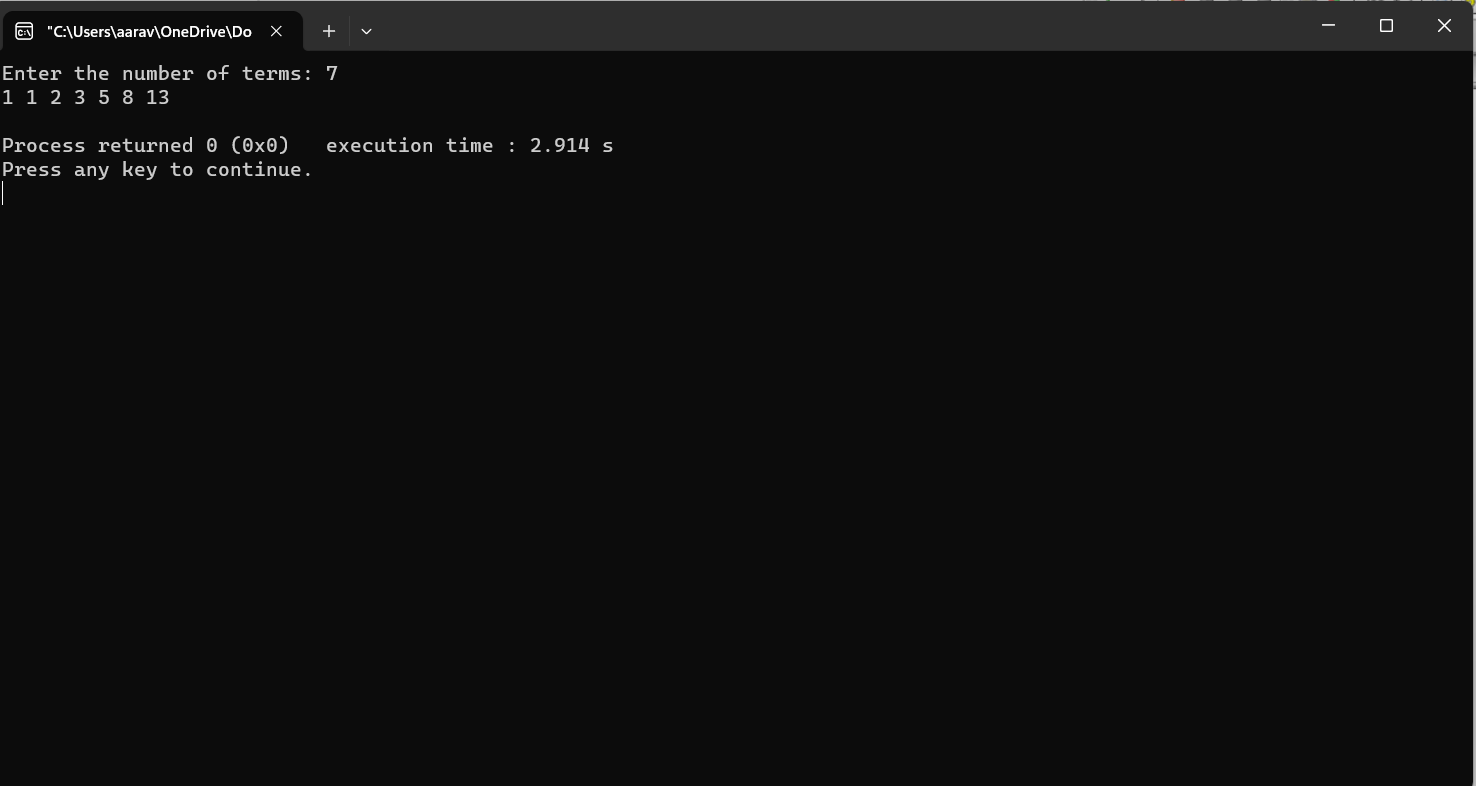 "C:\Users\aarav\OneDrive\Do
Enter the number of terms: 7
1 1 2 3 5 8 13
Process returned 0 (0x0)   execution time : 2.914 s
Press any key to continue.